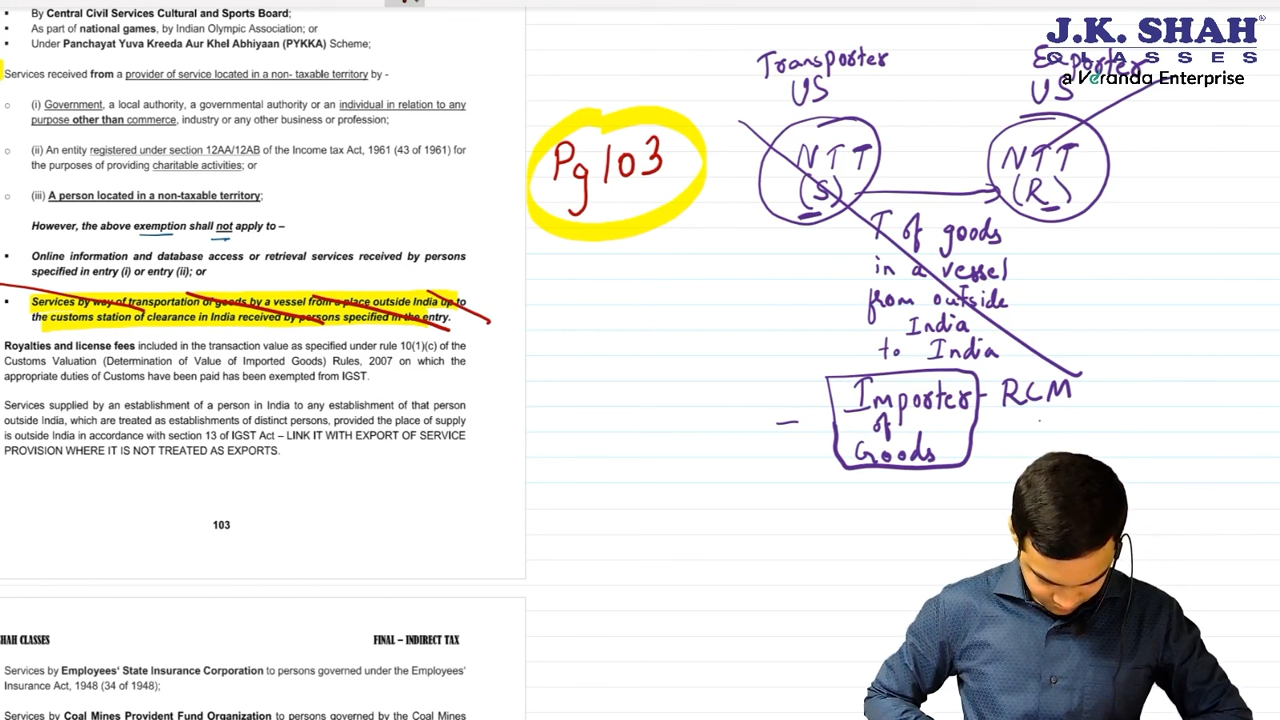 By Central Civil Services Cultural and Sports Board;
As part of national games, by Indian Olympic Association; or
Under Panchayat Yuva Kreeda Aur Khel Abhiyaan (PYKKA) Scheme;
Services received from a provider of service located in a non- taxable territory by -
(i) Government, a local authority, a governmental authority or an individual in relation to any
purpose other than commerce, industry or any other business or profession;
(ii) An entity registered under section 12AA/12AB of the Income tax Act, 1961 (43 of 1961) for
the purposes of providing charitable activities; or
(iii) A person located in a non-taxable territory;
However, the above exemption shall not apply to –
Online information and database access or retrieval services received by persons
specified in entry (i) or entry (ii); or
Services by way of transportation of goods by a vessel from a place outside India up to
the customs station of clearance in India received by persons specified in the entry.
Royalties and license fees included in the transaction value as specified under rule 10(1)(c) of the
Customs Valuation (Determination of Value of Imported Goods) Rules, 2007 on which the
appropriate duties of Customs have been paid has been exempted from IGST.
Services supplied by an establishment of a person in India to any establishment of that person
outside India, which are treated as establishments of distinct persons, provided the place of supply
is outside India in accordance with section 13 of IGST Act – LINK IT WITH EXPORT OF SERVICE
PROVISION WHERE IT IS NOT TREATED AS EXPORTS.
103
SHAH CLASSES
FINAL – INDIRECT TAX
Services by Employees' State Insurance Corporation to persons governed under the Employees'
Insurance Act, 1948 (34 of 1948);
Services by Coal Mines Provident Fund Organization to persons governed by the Coal Mines
Pg 103
Transporter
US
Exporter
US
NTT
(S)
NTT
(R)
T of goods
in a vessel
from outside
India
to India
Importer - RCM
of
Goods
J.K. SHAH®
CLASSES
a Veranda Enterprise